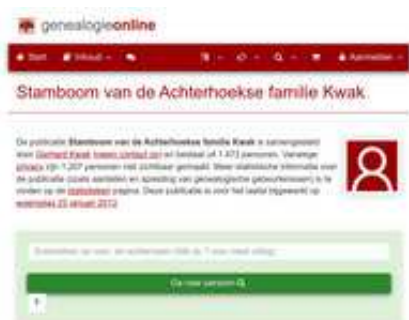 genealogieonline
Start Inhoud Aanmelden
Stamboom van de Achterhoekse familie Kwak
De publicatie Stamboom van de Achterhoekse familie Kwak is samengesteld
door Gerhard Kwak (neem contact op) en bestaat uit 1.473 personen. Vanwege
privacy zijn 1.207 personen niet zichtbaar gemaakt. Meer statistische informatie over
de publicatie (zoals aantallen en spreiding van genealogische gebeurtenissen) is te
vinden op de statistieken pagina. Deze publicatie is voor het laatst bijgewerkt op
januari
Ga naar persoon